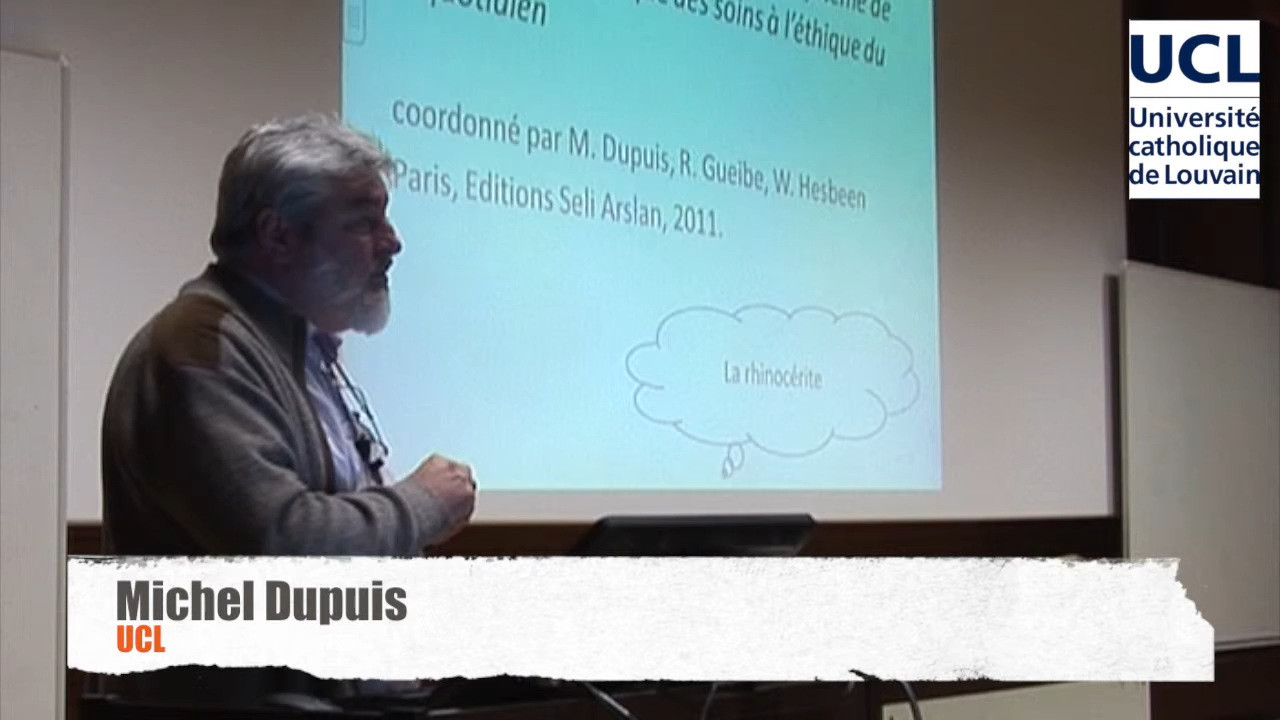 des soins à l'éthique du
coordonné par M. Dupuis, R. Gueibe, W. Hesbeen
Paris, Editions Seli Arslan, 2011.
La rhinocérite
UCL
Université
catholique
de Louvain
Michel Dupuis
UCL